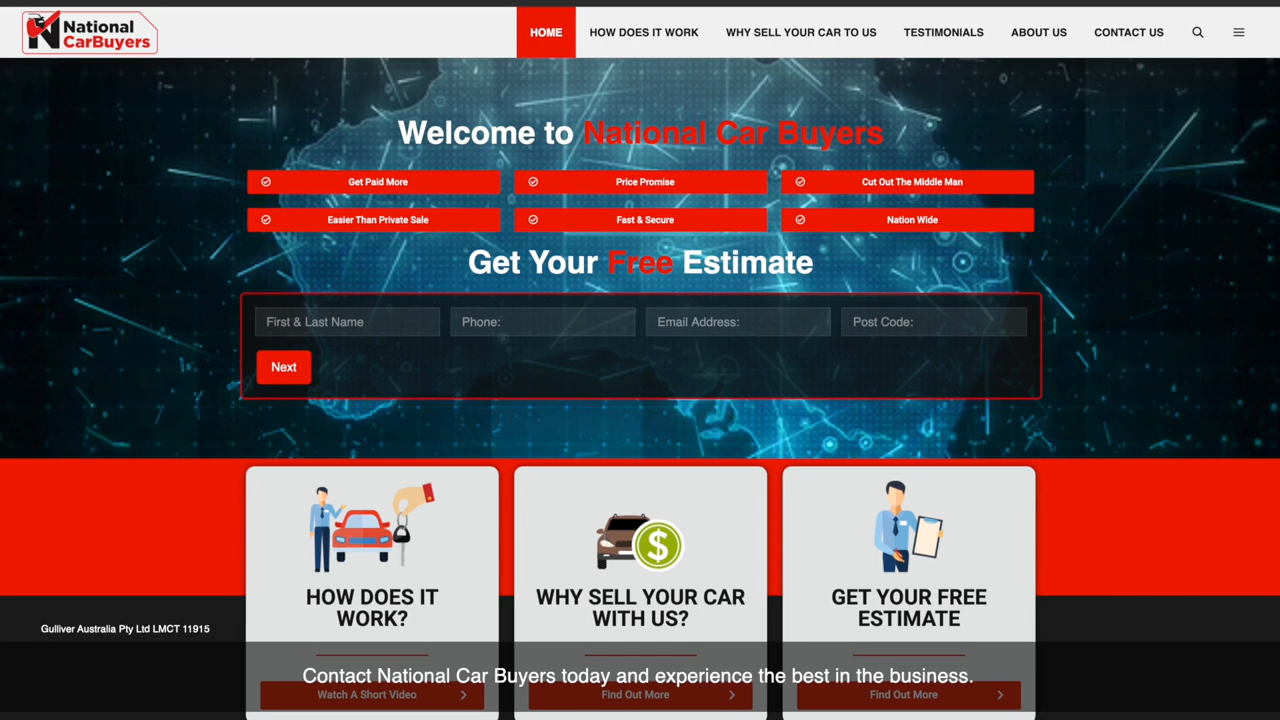 National
CarBuyers
HOME
HOW DOES IT WORK
WHY SELL YOUR CAR TO US
TESTIMONIALS
ABOUT US
CONTACT US
Welcome to National Car Buyers
Get Paid More
Price Promise
Cut Out The Middle Man
Easier Than Private Sale
Fast & Secure
Nation Wide
Get Your Free Estimate
First & Last Name
Phone:
Email Address:
Post Code:
Next
HOW DOES IT
WORK?
WHY SELL YOUR CAR
WITH US?
GET YOUR FREE
ESTIMATE
Gulliver Australia Pty Ltd LMCT 11915
Contact National Car Buyers today and experience the best in the business.
Watch A Short Video
Find Out More
Find Out More